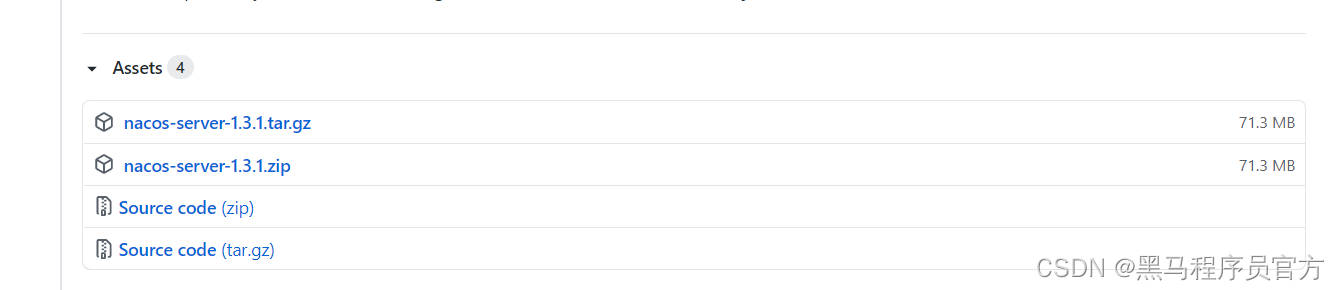 Assets 4
nacos-server-1.3.1.tar.gz 71.3 MB
nacos-server-1.3.1.zip 71.3 MB
Source code (zip)
Source code (tar.gz)
CSDN @黑马程序员官方